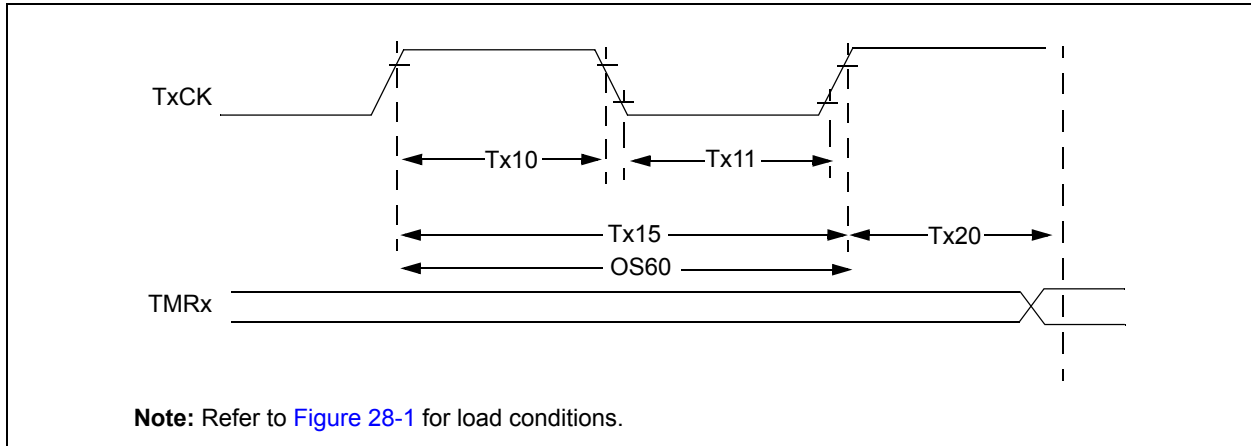 TxCK
Tx10
Tx11
Tx15
Tx20
OS60
TMRx
Note: Refer to Figure 28-1 for load conditions.